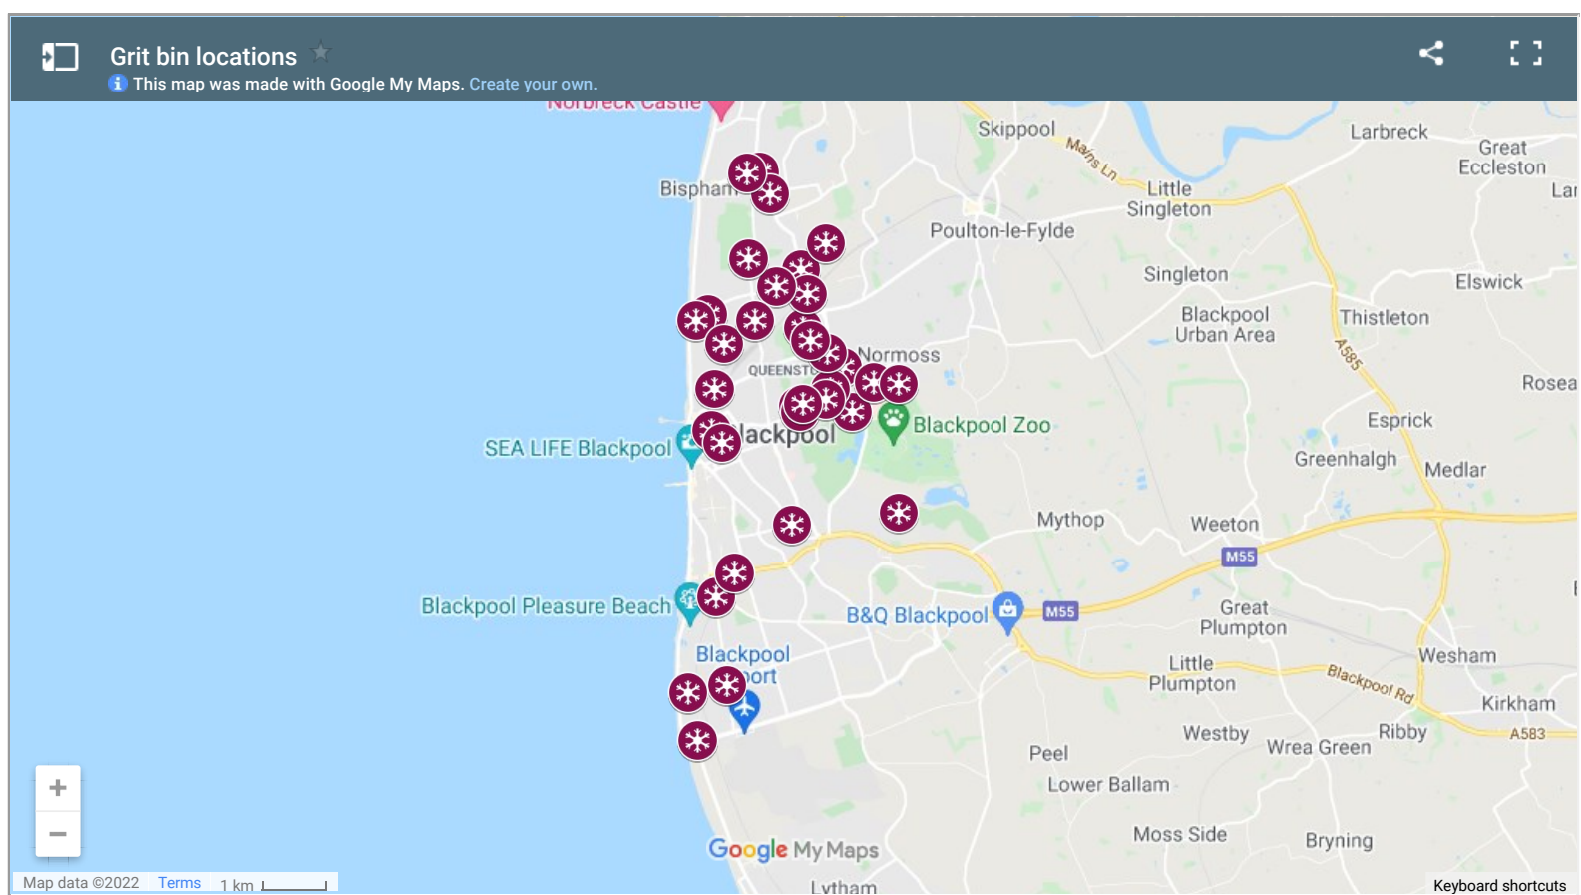 Grit bin locations
This map was made with Google My Maps. Create your own.
Norbreck Castle
Skippool
Mains Ln
Larbreck
Great
Eccleston
Bispham
Little
Singleton
Poulton-le-Fylde
Singleton
Elswick
Blackpool
Urban Area
Thistleton
A585
Normoss
QUEENST
Rosea
Blackpool Zoo
Esprick
lackpool
SEA LIFE Blackpool
Greenhalgh
Medlar
Mythop
Weeton
M55
Blackpool Pleasure Beach
B&Q Blackpool
M55
Great
Plumpton
Blackpool
port
Little
Plumpton
Wesham
Blackpool Rd
Kirkham
Westby
Ribby
A583
Wrea Green
Peel
Lower Ballam
Moss Side
Bryning
Google My Maps
Lytham
Map data ©2022 Terms 1 km
Keyboard shortcuts